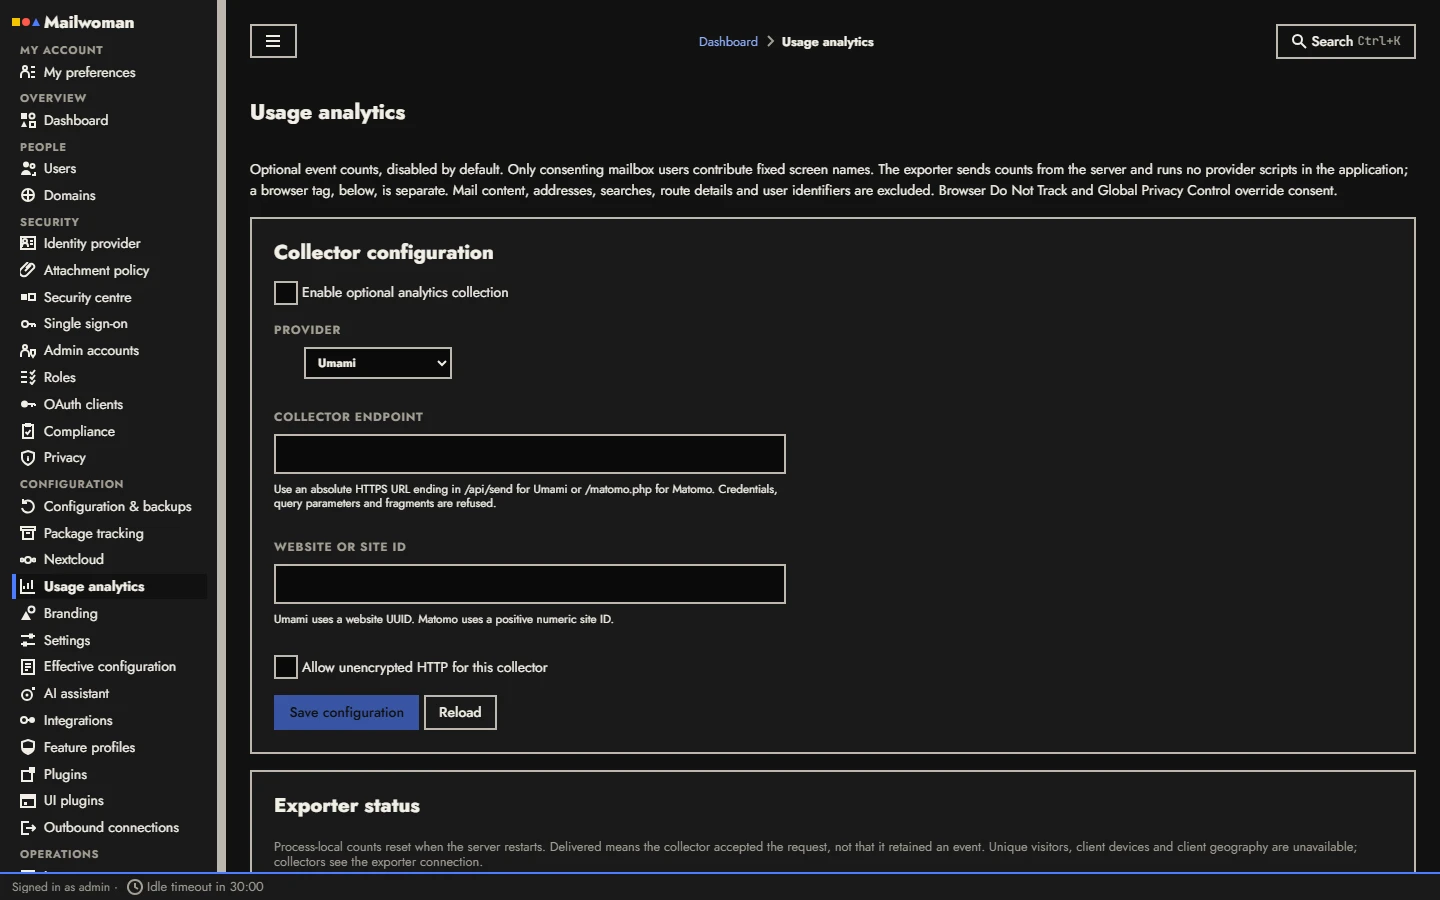 Mailwoman
MY ACCOUNT
My preferences
OVERVIEW
Dashboard
PEOPLE
Users
Domains
SECURITY
Identity provider
Attachment policy
Security centre
Single sign-on
Admin accounts
Roles
OAuth clients
Compliance
Privacy
CONFIGURATION
Configuration & backups
Package tracking
Nextcloud
Usage analytics
Branding
Settings
Effective configuration
AI assistant
Integrations
Feature profiles
Plugins
UI plugins
Outbound connections
OPERATIONS
Dashboard > Usage analytics
Search Ctrl+K
Usage analytics
Optional event counts, disabled by default. Only consenting mailbox users contribute fixed screen names. The exporter sends counts from the server and runs no provider scripts in the application;
a browser tag, below, is separate. Mail content, addresses, searches, route details and user identifiers are excluded. Browser Do Not Track and Global Privacy Control override consent.
Collector configuration
Enable optional analytics collection
PROVIDER
Umami
COLLECTOR ENDPOINT
Use an absolute HTTPS URL ending in /api/send for Umami or /matomo.php for Matomo. Credentials,
query parameters and fragments are refused.
WEBSITE OR SITE ID
Umami uses a website UUID. Matomo uses a positive numeric site ID.
Allow unencrypted HTTP for this collector
Save configuration
Reload
Exporter status
Process-local counts reset when the server restarts. Delivered means the collector accepted the request, not that it retained an event. Unique visitors, client devices and client geography are unavailable;
collectors see the exporter connection.
Signed in as admin · Idle timeout in 30:00